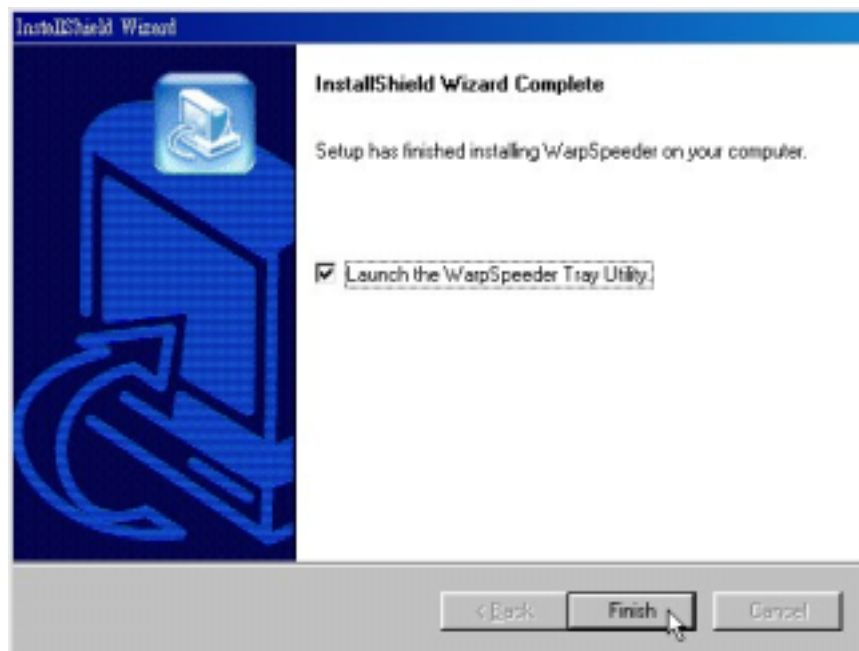 InstallShield Wizard
InstallShield Wizard Complete
Setup has finished installing WarpSpeeder on your computer.
Launch the WarpSpeeder Tray Utility.
< Back
Finish
Cancel